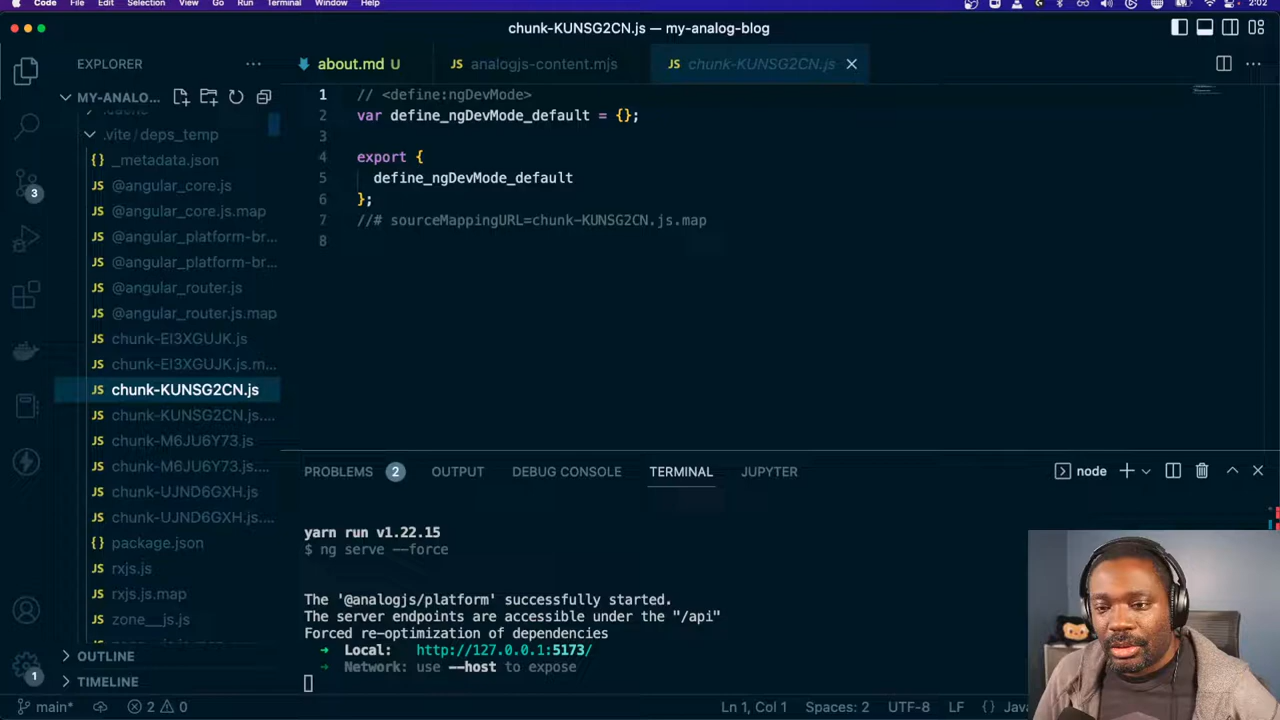 Code File Edit Selection View Go Run Terminal Window Help
2:02
chunk-KUNSG2CN.js — my-analog-blog
EXPLORER
MY-ANALO...
.vite / deps_temp
_metadata.json
@angular_core.js
@angular_core.js.map
@angular_platform-br...
@angular_platform-br...
@angular_router.js
@angular_router.js.map
chunk-EI3XGUJK.js
chunk-EI3XGUJK.js.m...
chunk-KUNSG2CN.js
chunk-KUNSG2CN.js....
chunk-M6JU6Y73.js
chunk-M6JU6Y73.js....
chunk-UJND6GXH.js
chunk-UJND6GXH.js....
package.json
rxjs.js
rxjs.js.map
zone__js.js
OUTLINE
TIMELINE
3
1
about.md U
JS analogjs-content.mjs
JS chunk-KUNSG2CN.js
1 // <define:ngDevMode>
2 var define_ngDevMode_default = {};
3
4 export {
5 define_ngDevMode_default
6 };
7 //# sourceMappingURL=chunk-KUNSG2CN.js.map
8
PROBLEMS 2 OUTPUT DEBUG CONSOLE TERMINAL JUPYTER
node
yarn run v1.22.15
$ ng serve --force
The '@analogjs/platform' successfully started.
The server endpoints are accessible under the "/api"
Forced re-optimization of dependencies
➜ Local: http://127.0.0.1:5173/
➜ Network: use --host to expose
main* 2 0
Ln 1, Col 1 Spaces: 2 UTF-8 LF {} Java